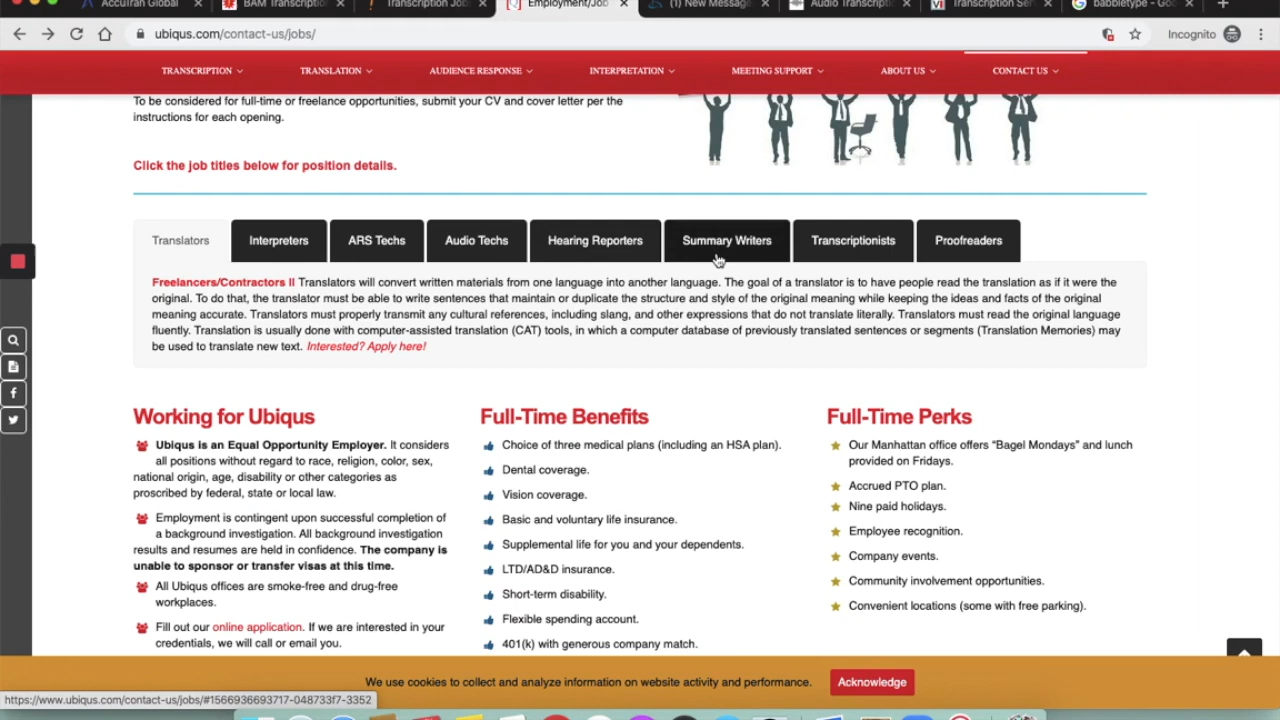 AccuTran Global
BAM Transcription
Transcription Jo
Employment/Job
(1) New Message
Audio Transcripti
Transcription Ser
babbletype - Goo
ubiqus.com/contact-us/jobs/
Incognito
TRANSCRIPTION
TRANSLATION
AUDIENCE RESPONSE
INTERPRETATION
MEETING SUPPORT
ABOUT US
CONTACT US
To be considered for full-time or freelance opportunities, submit your CV and cover letter per the
instructions for each opening.
Click the job titles below for position details.
Translators
Interpreters
ARS Techs
Audio Techs
Hearing Reporters
Summary Writers
Transcriptionists
Proofreaders
Freelancers/Contractors II Translators will convert written materials from one language into another language. The goal of a translator is to have people read the translation as if it were the
original. To do that, the translator must be able to write sentences that maintain or duplicate the structure and style of the original meaning while keeping the ideas and facts of the original
meaning accurate. Translators must properly transmit any cultural references, including slang, and other expressions that do not translate literally. Translators must read the original language
fluently. Translation is usually done with computer-assisted translation (CAT) tools, in which a computer database of previously translated sentences or segments (Translation Memories) may
be used to translate new text. Interested? Apply here!
Working for Ubiqus
Ubiqus is an Equal Opportunity Employer. It considers
all positions without regard to race, religion, color, sex,
national origin, age, disability or other categories as
proscribed by federal, state or local law.
Employment is contingent upon successful completion of
a background investigation. All background investigation
results and resumes are held in confidence. The company is
unable to sponsor or transfer visas at this time.
All Ubiqus offices are smoke-free and drug-free
workplaces.
Fill out our online application. If we are interested in your
credentials, we will call or email you.
Full-Time Benefits
Choice of three medical plans (including an HSA plan).
Dental coverage.
Vision coverage.
Basic and voluntary life insurance.
Supplemental life for you and your dependents.
LTD/AD&D insurance.
Short-term disability.
Flexible spending account.
401(k) with generous company match.
Full-Time Perks
Our Manhattan office offers “Bagel Mondays” and lunch
provided on Fridays.
Accrued PTO plan.
Nine paid holidays.
Employee recognition.
Company events.
Community involvement opportunities.
Convenient locations (some with free parking).
We use cookies to collect and analyze information on website activity and performance.
Acknowledge
https://www.ubiqus.com/contact-us/jobs/#1566936693717-048733f7-3352